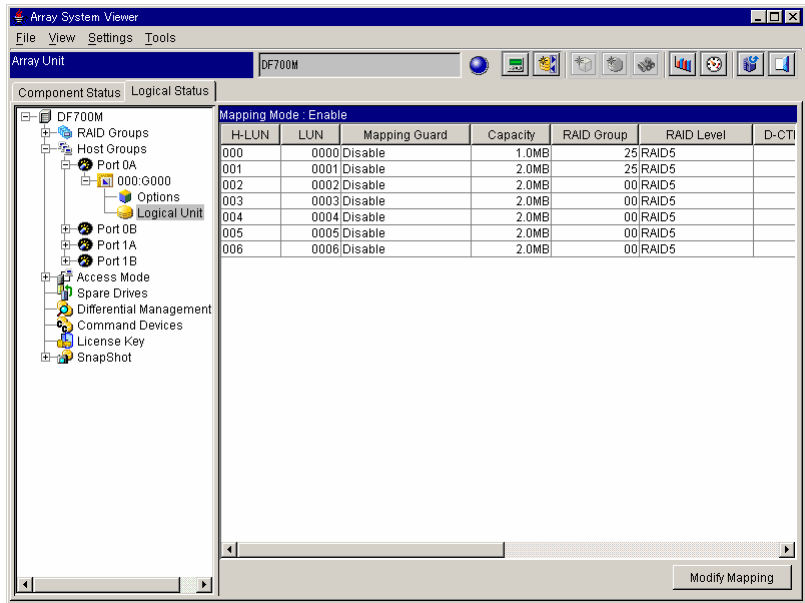 Array System Viewer
File View Settings Tools
Array Unit
DF700M
Component Status Logical Status
DF700M
RAID Groups
Host Groups
Port 0A
000:G000
Options
Logical Unit
Port 0B
Port 1A
Port 1B
Access Mode
Spare Drives
Differential Management
Command Devices
License Key
SnapShot
Mapping Mode : Enable
H-LUN LUN Mapping Guard Capacity RAID Group RAID Level D-CTL
000 0000 Disable 1.0MB 25 RAID5
001 0001 Disable 2.0MB 25 RAID5
002 0002 Disable 2.0MB 00 RAID5
003 0003 Disable 2.0MB 00 RAID5
004 0004 Disable 2.0MB 00 RAID5
005 0005 Disable 2.0MB 00 RAID5
006 0006 Disable 2.0MB 00 RAID5
Modify Mapping